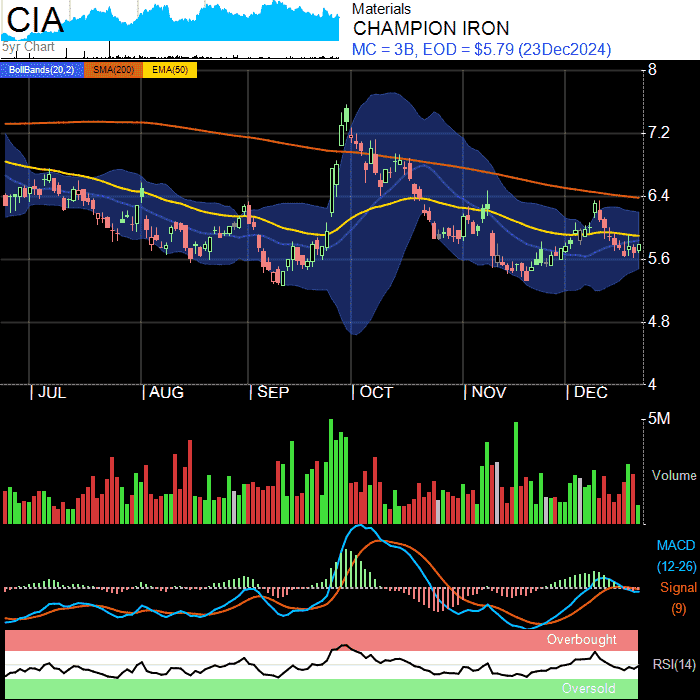 CIA
5yr Chart
Materials
CHAMPION IRON
MC = 3B, EOD = $5.79 (23Dec2024)
BollBands(20,2) SMA(200) EMA(50)
8
7.2
6.4
5.6
4.8
4
JUL AUG SEP OCT NOV DEC
5M
Volume
MACD
(12-26)
Signal
(9)
Overbought
RSI(14)
Oversold